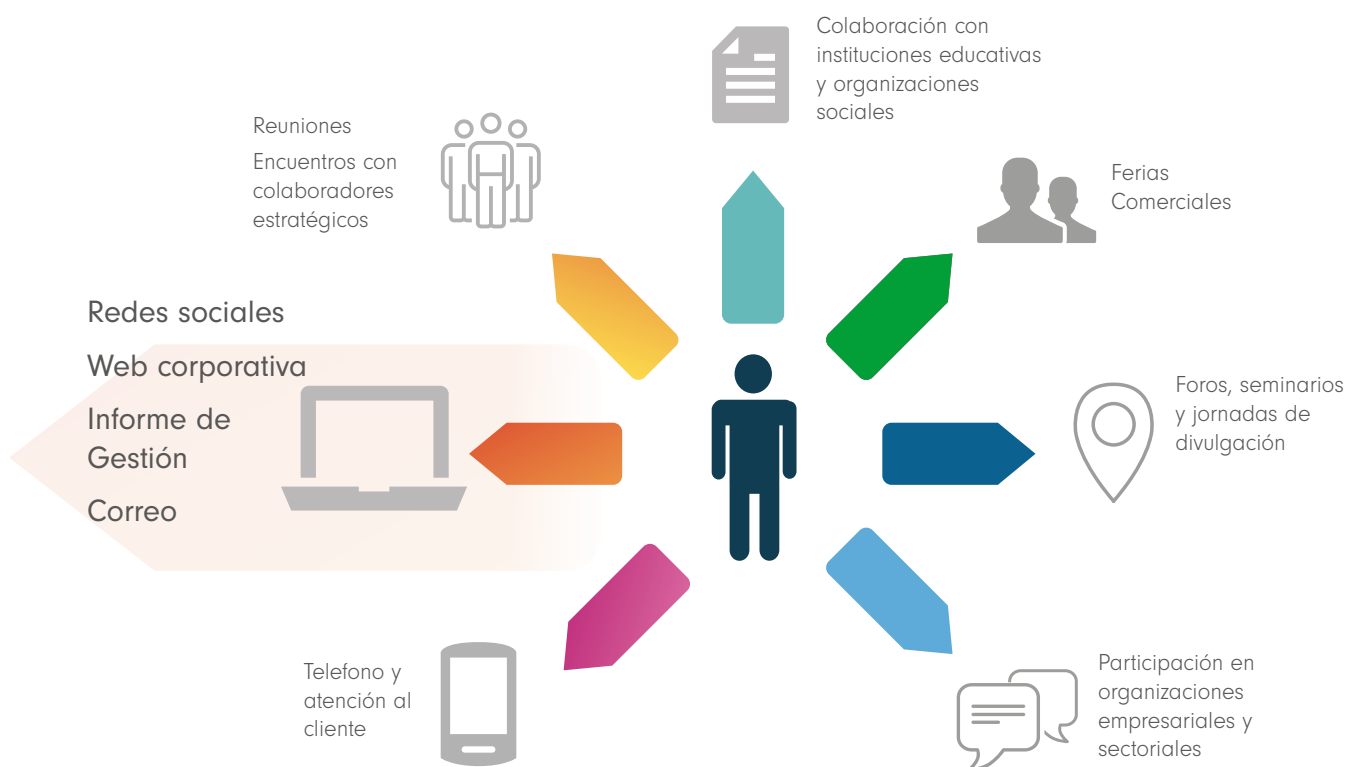 Colaboración con
instituciones educativas
y organizaciones
sociales
Reuniones
Encuentros con
colaboradores
estratégicos
Ferias
Comerciales
Redes sociales
Web corporativa
Informe de
Gestión
Correo
Foros, seminarios
y jornadas de
divulgación
Telefono y
atención al
cliente
Participación en
organizaciones
empresariales y
sectoriales